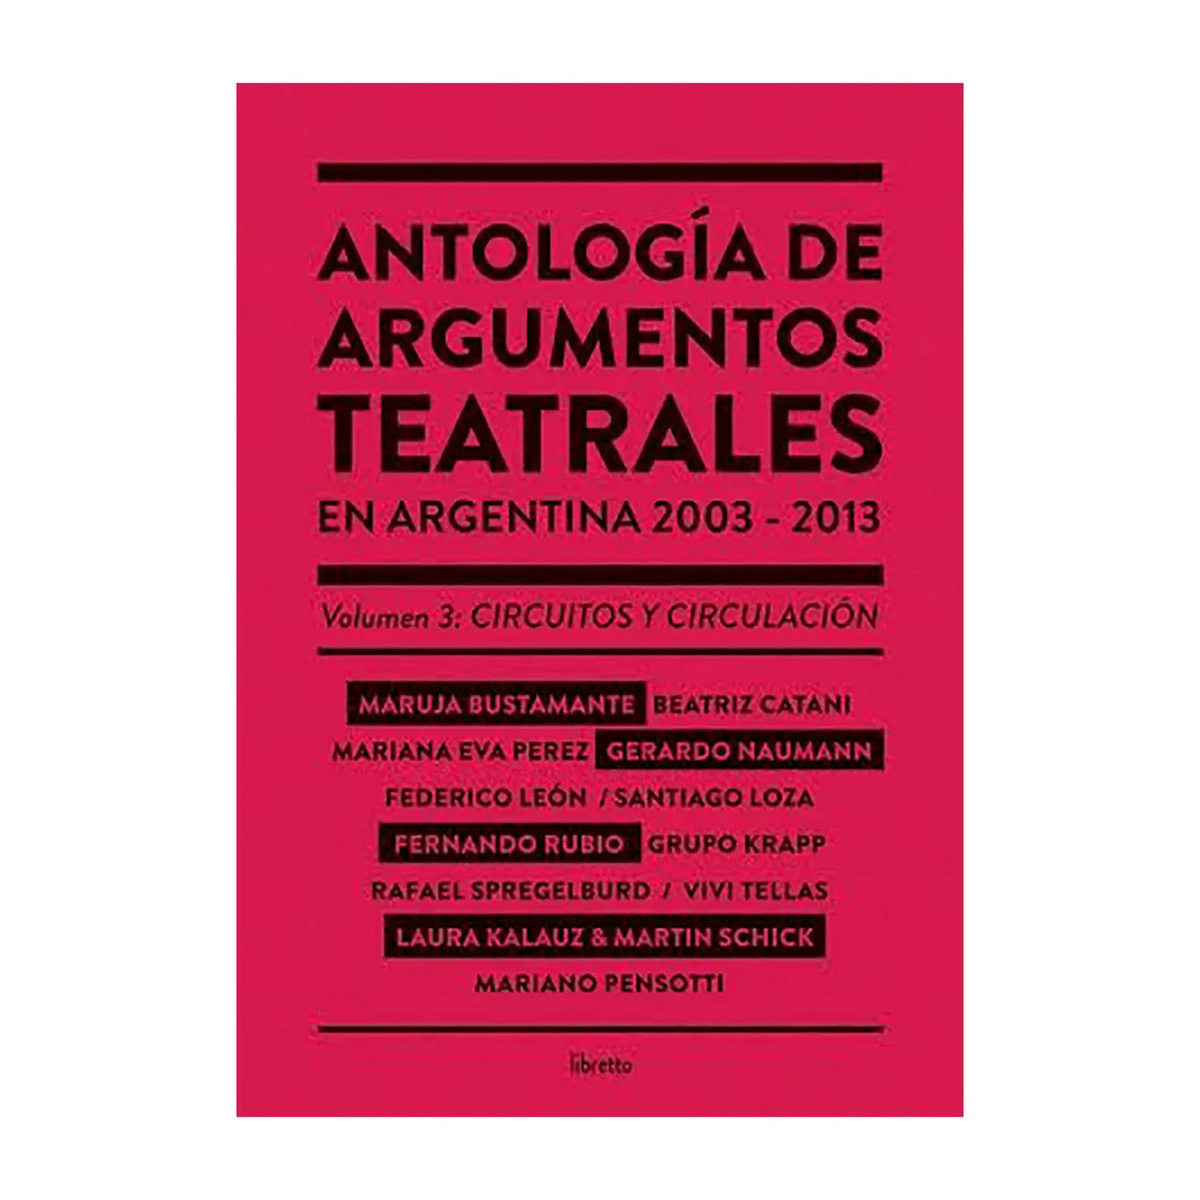 ANTOLOGÍA DE
ARGUMENTOS
TEATRALES
EN ARGENTINA 2003 - 2013
Volumen 3: CIRCUITOS Y CIRCULACIÓN
MARUJA BUSTAMANTE BEATRIZ CATANI
MARIANA EVA PEREZ GERARDO NAUMANN
FEDERICO LEÓN / SANTIAGO LOZA
FERNANDO RUBIO GRUPO KRAPP
RAFAEL SPREGELBURD / VIVI TELLAS
LAURA KALAUZ & MARTIN SCHICK
MARIANO PENSOTTI
libretto